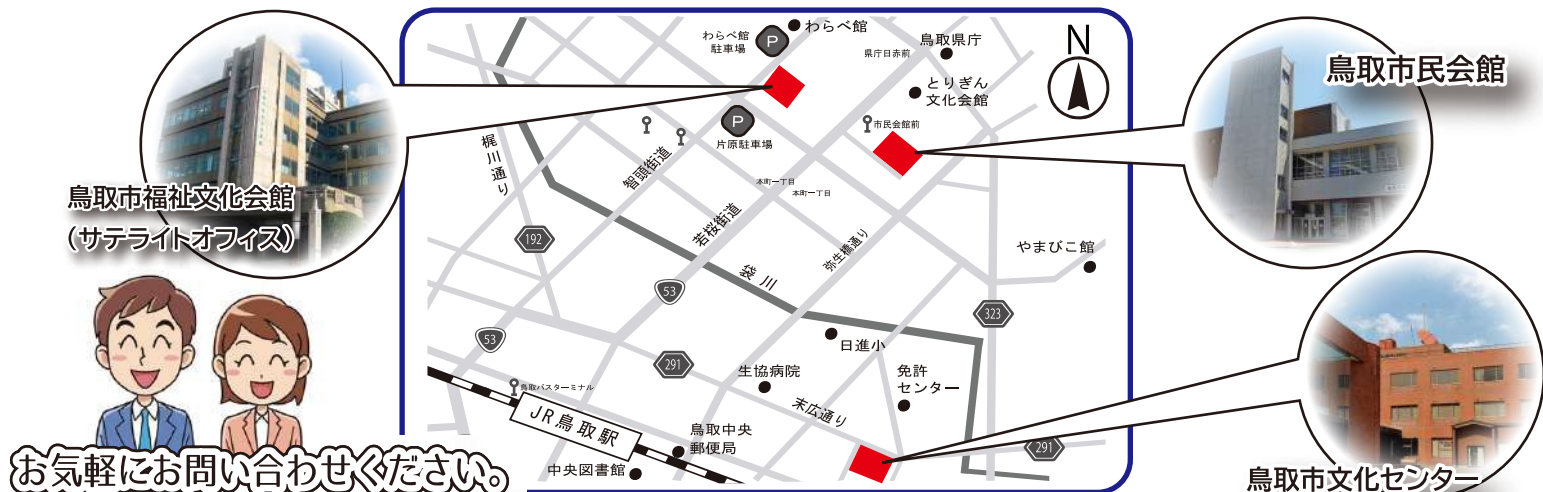 わらべ館
わらべ館
駐車場
P
鳥取県庁
県庁日赤前
とりぎん
文化会館
N
鳥取市民会館
市民会館前
P
片原駐車場
梶川通り
智頭街道
本町一丁目
本町一丁目
鳥取市福祉文化会館
(サテライトオフィス)
192
若桜街道
弥生橋通り
袋川
やまびこ館
53
323
53
日進小
291
生協病院
免許
センター
鳥取バスターミナル
末広通り
JR鳥取駅
鳥取中央
郵便局
中央図書館
291
お気軽にお問い合わせください。
鳥取市文化センター